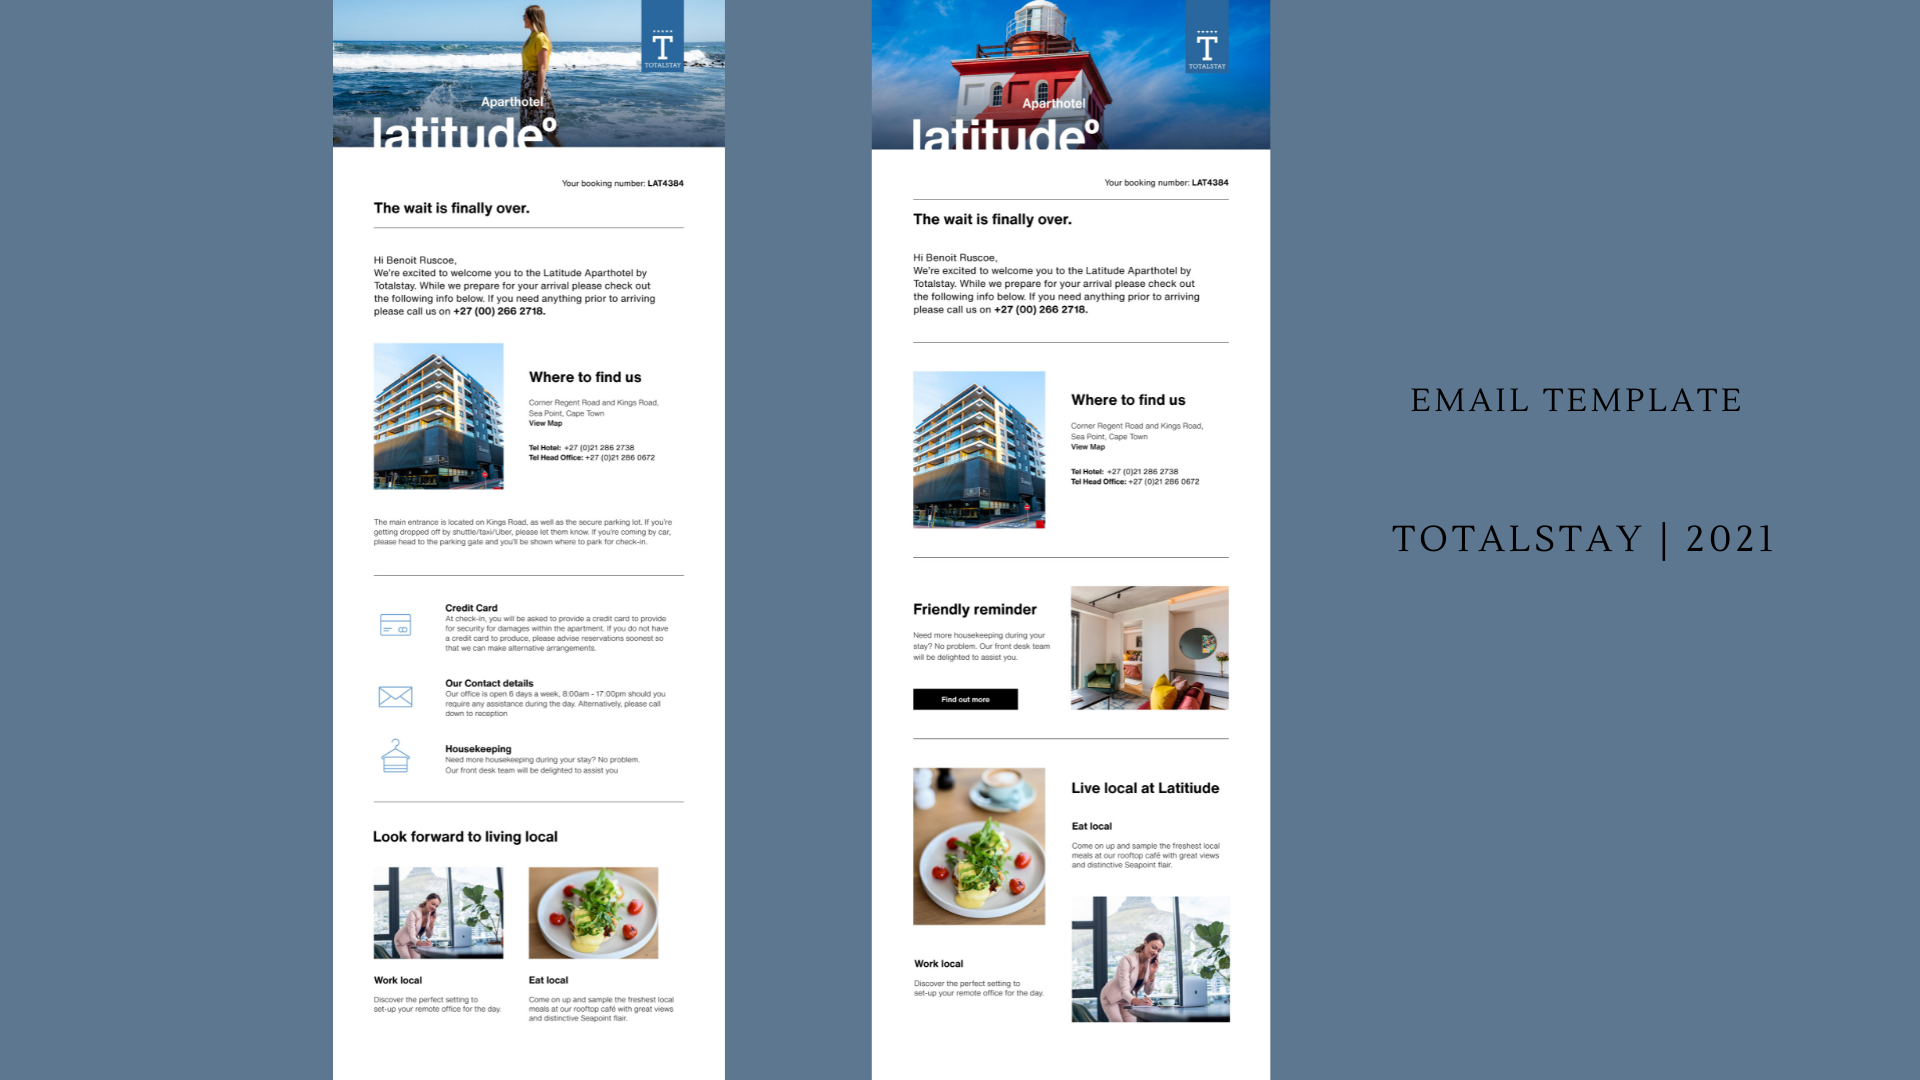 T
TOTALSTAY
Aparthotel
latitudeº
Your booking number: LAT4384
The wait is finally over.
Hi Benoit Ruscoe,
We're excited to welcome you to the Latitude Aparthotel by
Totalstay. While we prepare for your arrival please check out
the following info below. If you need anything prior to arriving
please call us on +27 (00) 266 2718.
Where to find us
Corner Regent Road and Kings Road,
Sea Point, Cape Town
View Map
Tel Hotel: +27 (0)21 286 2738
Tel Head Office: +27 (0)21 286 0672
The main entrance is located on Kings Road, as well as the secure parking lot. If you're
getting dropped off by shuttle/taxi/Uber, please let them know. If you're coming by car,
please head to the parking gate and you'll be shown where to park for check-in.
Credit Card
At check-in, you will be asked to provide a credit card to provide
for security for damages within the apartment. If you do not have
a credit card to produce, please advise reservations soonest so
that we can make alternative arrangements.
Our Contact details
Our office is open 6 days a week, 8:00am - 17:00pm should you
require any assistance during the day. Alternatively, please call
down to reception
Housekeeping
Need more housekeeping during your stay? No problem.
Our front desk team will be delighted to assist you
Look forward to living local
Work local
Discover the perfect setting to
set-up your remote office for the day.
Eat local
Come on up and sample the freshest local
meals at our rooftop café with great views
and distinctive Seapoint flair.
T
TOTALSTAY
Aparthotel
latitudeº
Your booking number: LAT4384
The wait is finally over.
Hi Benoit Ruscoe,
We're excited to welcome you to the Latitude Aparthotel by
Totalstay. While we prepare for your arrival please check out
the following info below. If you need anything prior to arriving
please call us on +27 (00) 266 2718.
Where to find us
Corner Regent Road and Kings Road,
Sea Point, Cape Town
View Map
Tel Hotel: +27 (0)21 286 2738
Tel Head Office: +27 (0)21 286 0672
Friendly reminder
Need more housekeeping during your
stay? No problem. Our front desk team
will be delighted to assist you.
Find out more
Live local at Latitiude
Eat local
Come on up and sample the freshest local
meals at our rooftop café with great views
and distinctive Seapoint flair.
Work local
Discover the perfect setting to
set-up your remote office for the day.
EMAIL TEMPLATE
TOTALSTAY | 2021